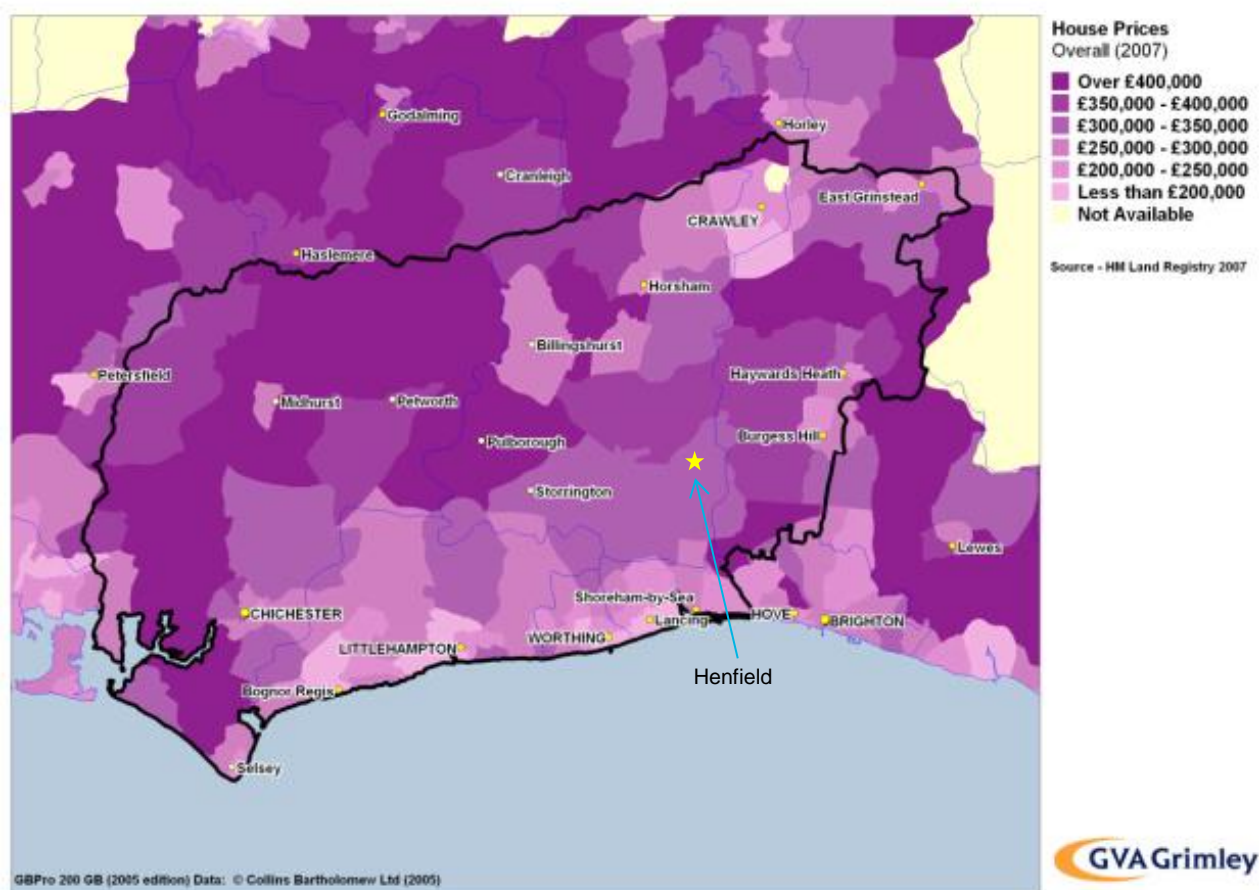 House Prices
Overall (2007)
Over £400,000
£350,000 - £400,000
£300,000 - £350,000
£250,000 - £300,000
£200,000 - £250,000
Less than £200,000
Not Available
Source - HM Land Registry 2007
Godalming
Horley
Cranleigh
East Grinstead
CRAWLEY
Haslemere
Horsham
Billingshurst
Petersfield
Haywards Heath
Midhurst
Petworth
Burgess Hill
Pulborough
Storrington
Lewes
Shoreham-by-Sea
CHICHESTER
Lancing
HOVE
BRIGHTON
WORTHING
LITTLEHAMPTON
Henfield
Bognor Regis
Selsey
GVA Grimley
GBPro 200 GB (2005 edition) Data: © Collins Bartholomew Ltd (2005)